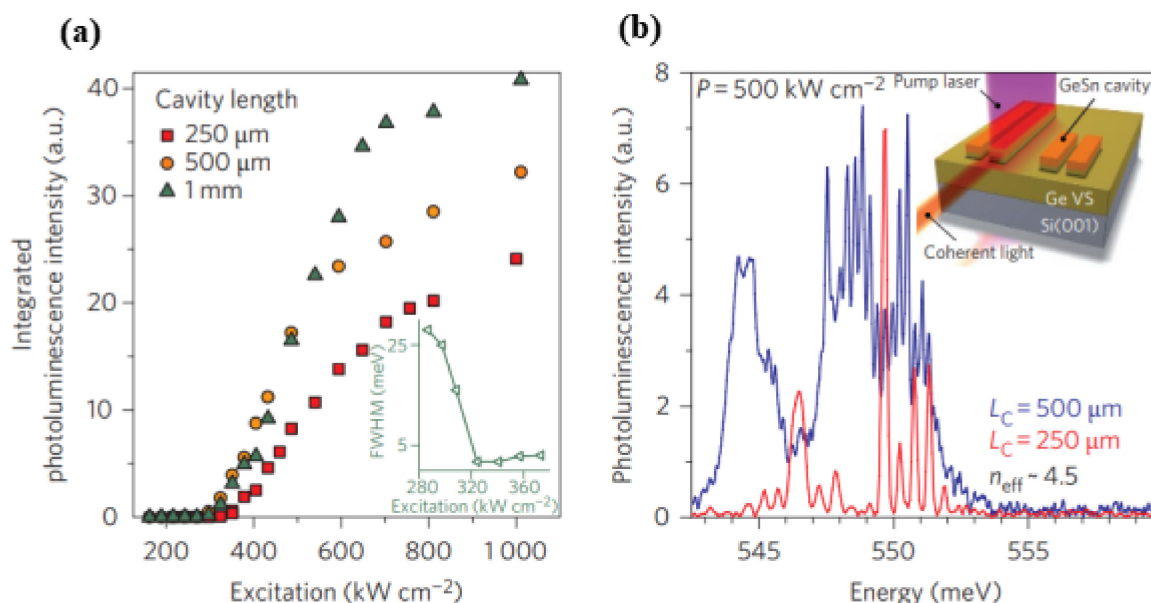 (a)
Integrated
photoluminescence intensity (a.u.)
40
30
20
10
0
Cavity length
250 μm
500 μm
1 mm
FWHM (meV)
25
5
280 320 360
Excitation (kW cm⁻²)
200 400 600 800 1000
Excitation (kW cm⁻²)
(b)
Photoluminescence intensity (a.u.)
8
6
4
2
0
P = 500 kW cm⁻²
Pump laser
GeSn cavity
Ge VS
Si(001)
Coherent light
L_C = 500 μm
L_C = 250 μm
n_eff ~ 4.5
545 550 555
Energy (meV)